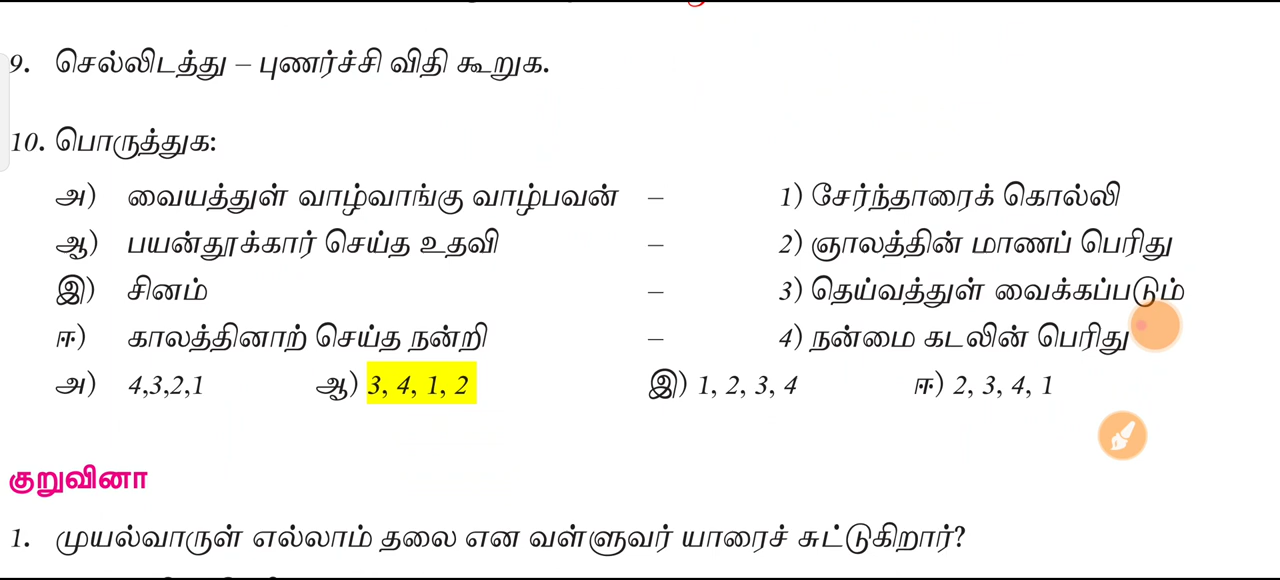 9. செல்லிடத்து – புணர்ச்சி விதி கூறுக.
10. பொருத்துக:
அ) வையத்துள் வாழ்வாங்கு வாழ்பவன் – 1) சேர்ந்தாரைக் கொல்லி
ஆ) பயன்தூக்கார் செய்த உதவி – 2) ஞாலத்தின் மாணப் பெரிது
இ) சினம் – 3) தெய்வத்துள் வைக்கப்படும்
ஈ) காலத்தினாற் செய்த நன்றி – 4) நன்மை கடலின் பெரிது
அ) 4,3,2,1 ஆ) 3, 4, 1, 2 இ) 1, 2, 3, 4 ஈ) 2, 3, 4, 1
குறுவினா
1. முயல்வாருள் எல்லாம் தலை என வள்ளுவர் யாரைச் சுட்டுகிறார்?